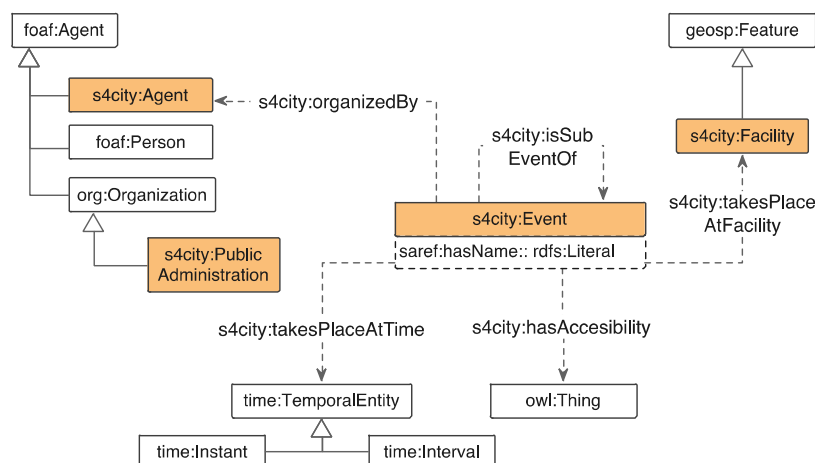 foaf:Agent
geosp:Feature
s4city:Agent
s4city:organizedBy
s4city:isSub
EventOf
s4city:Facility
foaf:Person
org:Organization
s4city:takesPlace
AtFacility
s4city:Event
saref:hasName:: rdfs:Literal
s4city:Public
Administration
s4city:takesPlaceAtTime
s4city:hasAccesibility
time:TemporalEntity
owl:Thing
time:Instant
time:Interval